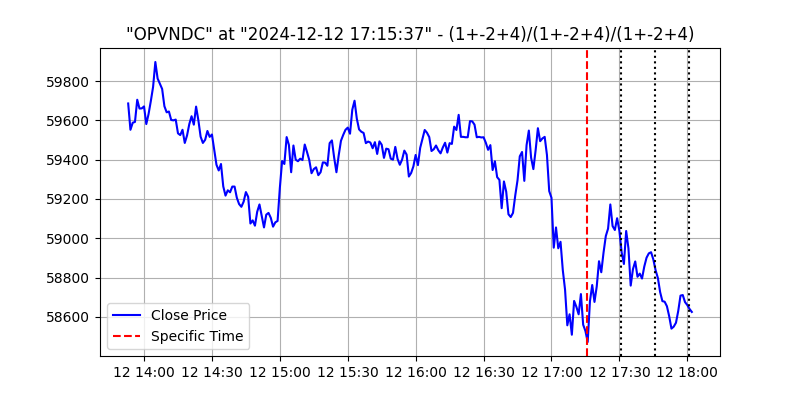 "OPVNDC" at "2024-12-12 17:15:37" - (1+-2+4)/(1+-2+4)/(1+-2+4)
59800
59600
59400
59200
59000
58800
58600
Close Price
Specific Time
12 14:00 12 14:30 12 15:00 12 15:30 12 16:00 12 16:30 12 17:00 12 17:30 12 18:00